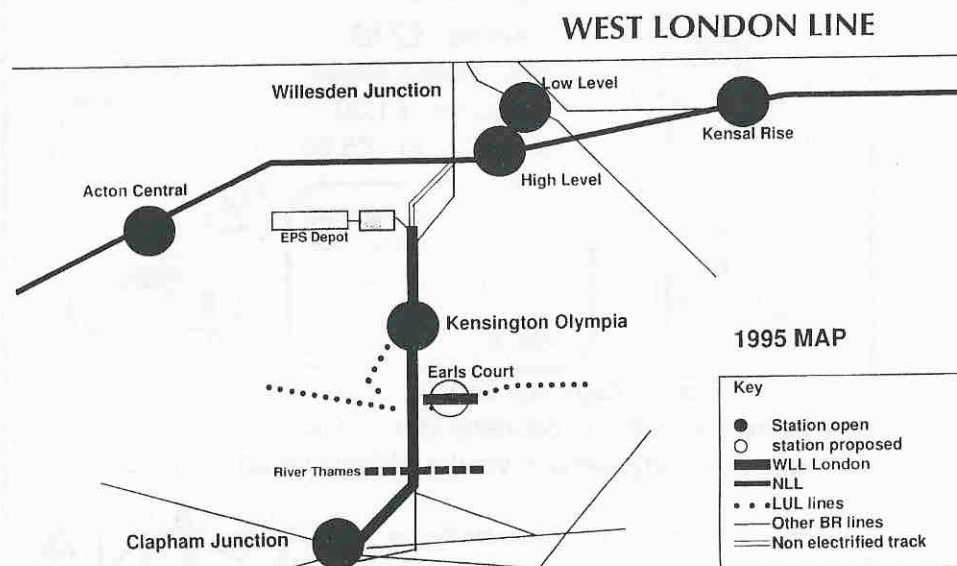 WEST LONDON LINE
Willesden Junction
Low Level
Kensal Rise
High Level
Acton Central
EPS Depot
Kensington Olympia
1995 MAP
Earls Court
Key
Station open
station proposed
WLL London
NLL
LUL lines
Other BR lines
Non electrified track
River Thames
Clapham Junction